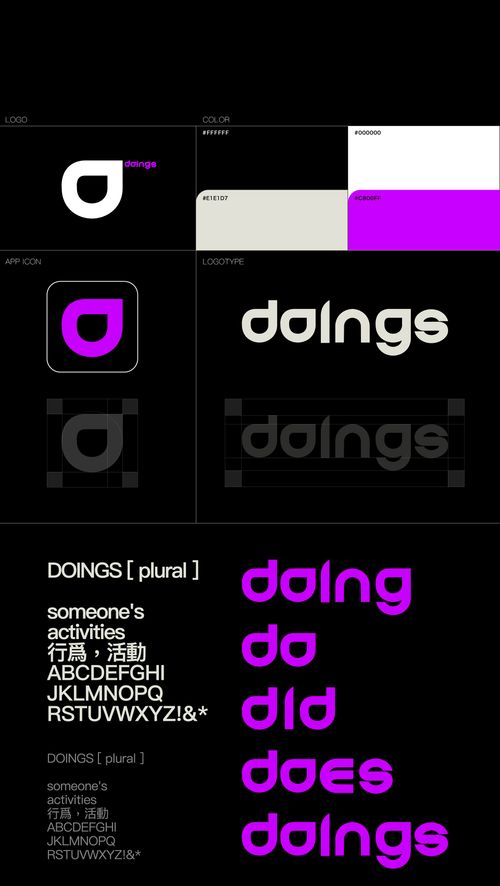 LOGO
COLOR
doings
#FFFFFF
#000000
#E1E1D7
#C800FF
APP ICON
LOGOTYPE
doings
doings
DOINGS [ plural ]
someone's
activities
行爲，活動
ABCDEFGHI
JKLMNOPQ
RSTUVWXYZ!&*
DOINGS [ plural ]
someone's
activities
行爲，活動
ABCDEFGHI
JKLMNOPQ
RSTUVWXYZ!&*
doing
do
did
does
doings